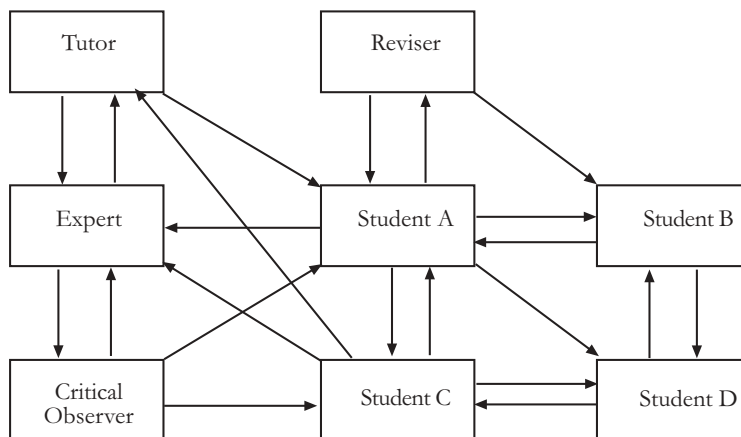 Tutor
Reviser
Expert
Student A
Student B
Critical
Observer
Student C
Student D